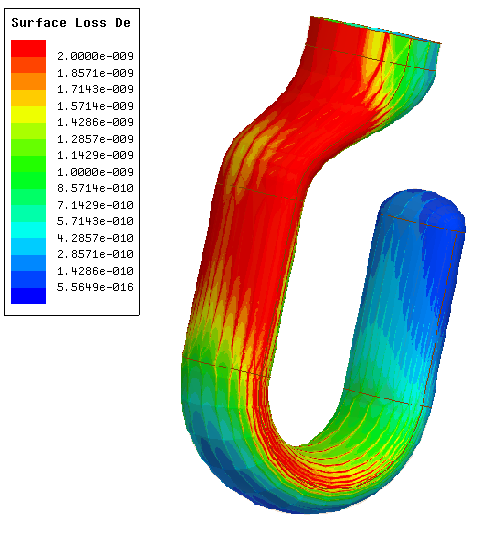 Surface Loss De
2.0000e-009
1.8571e-009
1.7143e-009
1.5714e-009
1.4286e-009
1.2857e-009
1.1429e-009
1.0000e-009
8.5714e-010
7.1429e-010
5.7143e-010
4.2857e-010
2.8571e-010
1.4286e-010
5.5649e-016